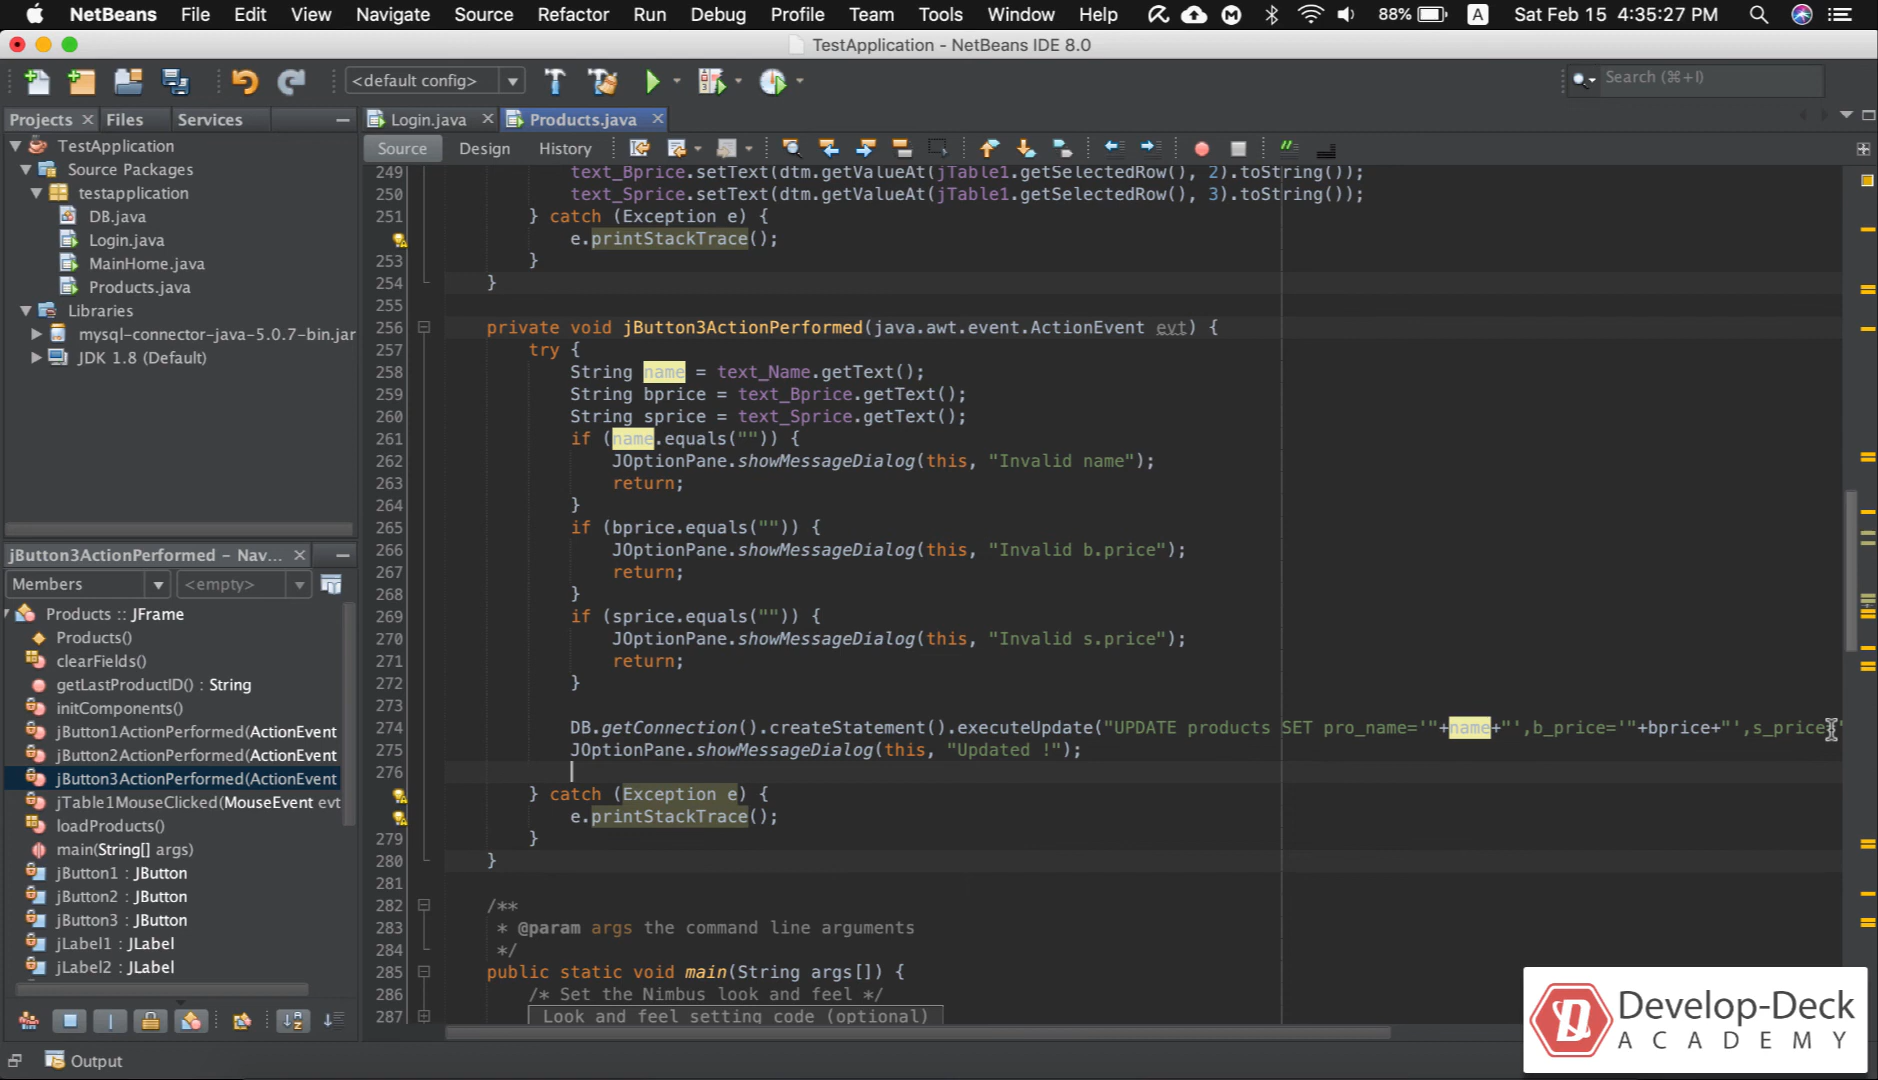 NetBeans File Edit View Navigate Source Refactor Run Debug Profile Team Tools Window Help 88% A Sat Feb 15 4:35:27 PM
TestApplication - NetBeans IDE 8.0
<default config> Search (⌘+I)
Projects Files Services
Login.java Products.java
Source Design History
TestApplication
Source Packages
testapplication
DB.java
Login.java
MainHome.java
Products.java
Libraries
mysql-connector-java-5.0.7-bin.jar
JDK 1.8 (Default)
jButton3ActionPerformed - Nav...
Members <empty>
Products :: JFrame
Products()
clearFields()
getLastProductID() : String
initComponents()
jButton1ActionPerformed(ActionEvent
jButton2ActionPerformed(ActionEvent
jButton3ActionPerformed(ActionEvent
jTable1MouseClicked(MouseEvent evt
loadProducts()
main(String[] args)
jButton1 : JButton
jButton2 : JButton
jButton3 : JButton
jLabel1 : JLabel
jLabel2 : JLabel
Output
249 text_Bprice.setText(dtm.getValueAt(jTable1.getSelectedRow(), 2).toString());
250 text_Sprice.setText(dtm.getValueAt(jTable1.getSelectedRow(), 3).toString());
251 } catch (Exception e) {
e.printStackTrace();
253 }
254 }
255
256 private void jButton3ActionPerformed(java.awt.event.ActionEvent evt) {
257 try {
258 String name = text_Name.getText();
259 String bprice = text_Bprice.getText();
260 String sprice = text_Sprice.getText();
261 if (name.equals("")) {
262 JOptionPane.showMessageDialog(this, "Invalid name");
263 return;
264 }
265 if (bprice.equals("")) {
266 JOptionPane.showMessageDialog(this, "Invalid b.price");
267 return;
268 }
269 if (sprice.equals("")) {
270 JOptionPane.showMessageDialog(this, "Invalid s.price");
271 return;
272 }
273
274 DB.getConnection().createStatement().executeUpdate("UPDATE products SET pro_name='"+name+"',b_price='"+bprice+"',s_price
275 JOptionPane.showMessageDialog(this, "Updated !");
276
} catch (Exception e) {
e.printStackTrace();
279 }
280 }
281
282 /**
283 * @param args the command line arguments
284 */
285 public static void main(String args[]) {
286 /* Set the Nimbus look and feel */
287 Look and feel setting code (optional)
Develop-Deck
ACADEMY